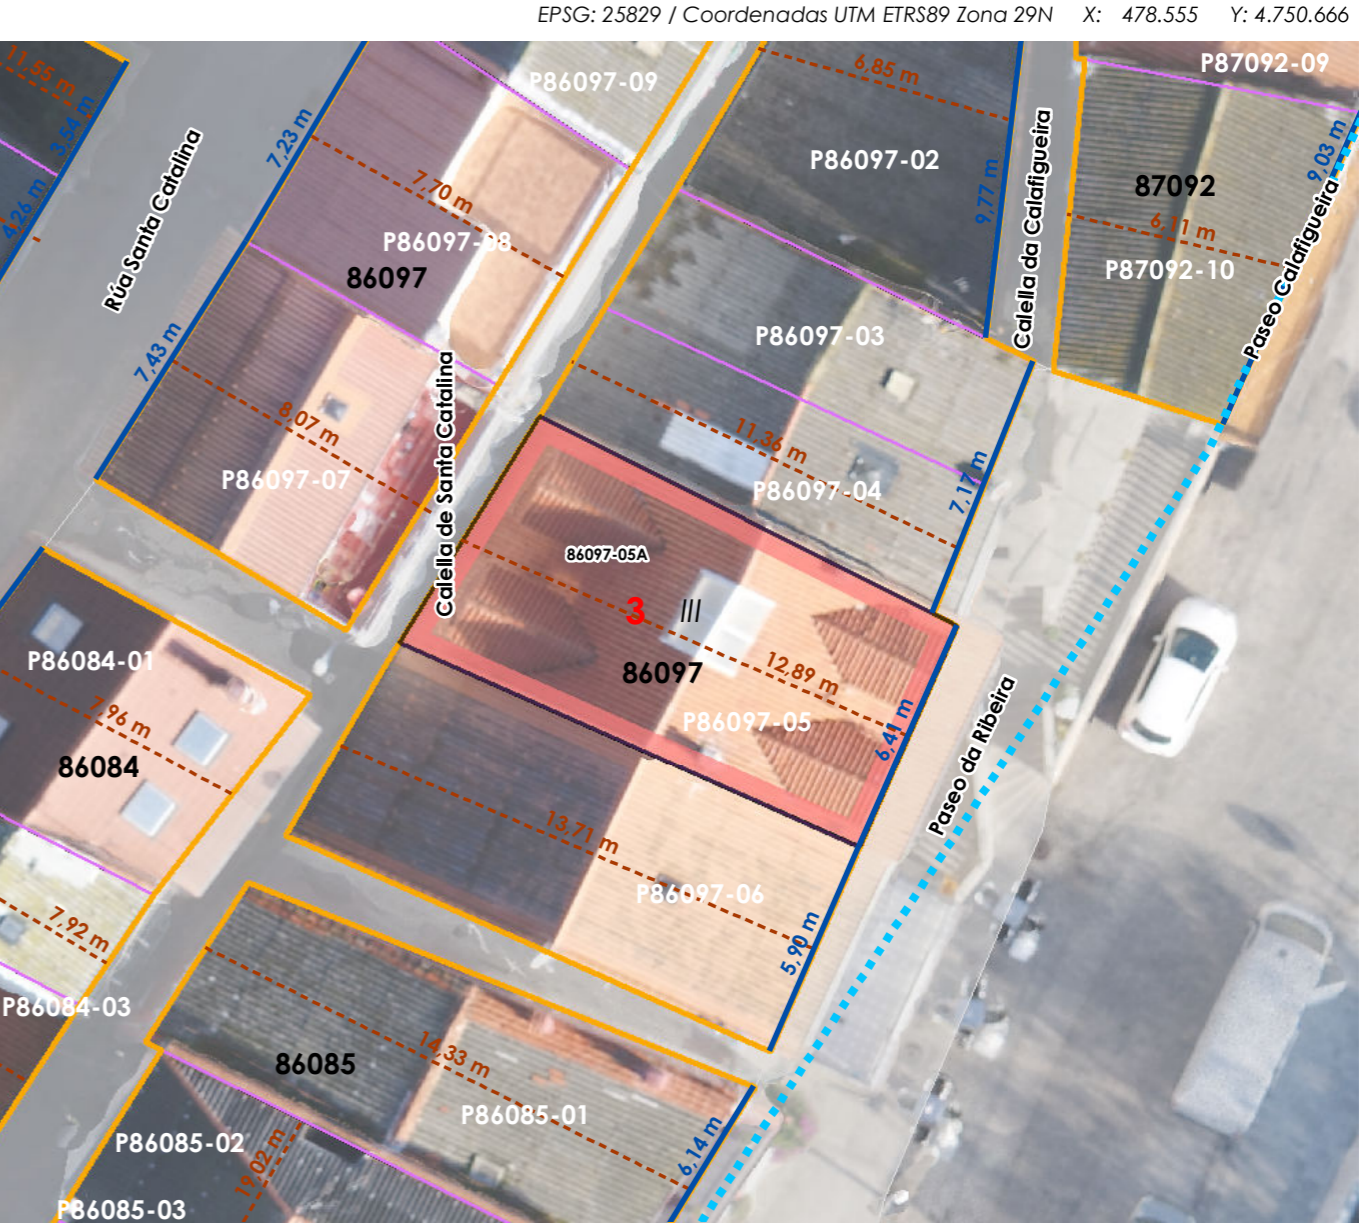 EPSG: 25829 / Coordenadas UTM ETRS89 Zona 29N X: 478.555 Y: 4.750.666
11,55 m
3,54 m
4,26 m
Rúa Santa Catalina
7,23 m
P86097-09
7,70 m
P86097-08
86097
6,85 m
P86097-02
9,77 m
Calella da Calafigueira
P87092-09
9,03 m
87092
6,11 m
P87092-10
Paseo Calafigueira
7,43 m
8,07 m
P86097-07
Calella de Santa Catalina
P86097-03
11,36 m
P86097-04
7,17 m
86097-05A
3 III
86097
12,89 m
P86097-05
6,41 m
Paseo da Ribeira
P86084-01
7,96 m
86084
7,92 m
P86084-03
13,71 m
P86097-06
5,90 m
14,33 m
86085
P86085-01
6,14 m
P86085-02
19,02 m
P86085-03